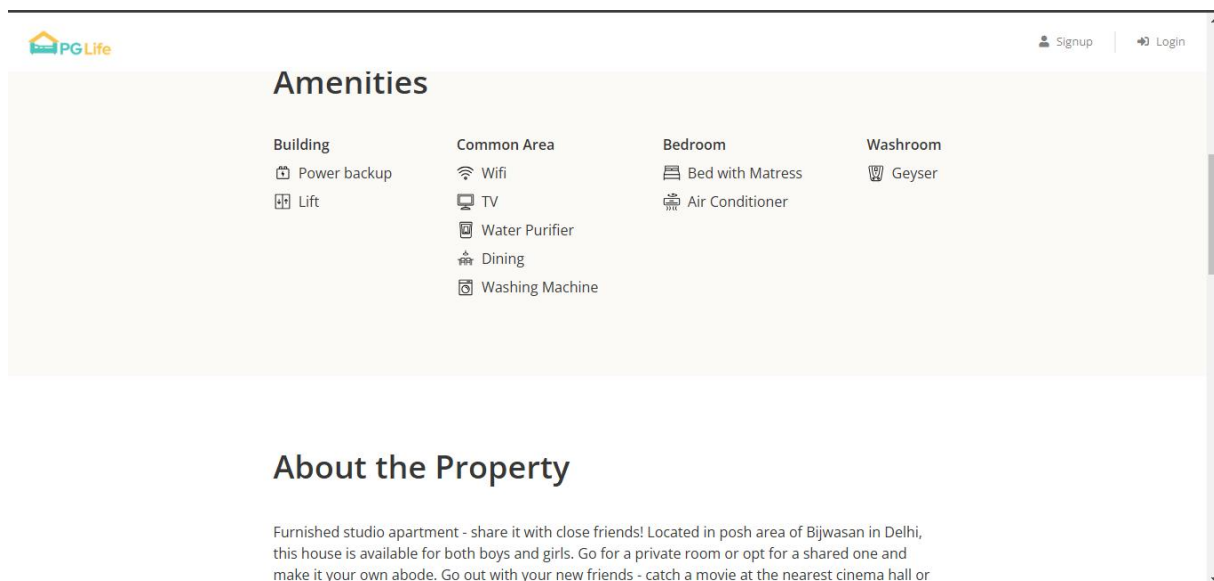 PG Life
Signup
Login
Amenities
Building
Power backup
Lift
Common Area
Wifi
TV
Water Purifier
Dining
Washing Machine
Bedroom
Bed with Matress
Air Conditioner
Washroom
Geyser
About the Property
Furnished studio apartment - share it with close friends! Located in posh area of Bijwasan in Delhi,
this house is available for both boys and girls. Go for a private room or opt for a shared one and
make it your own abode. Go out with your new friends - catch a movie at the nearest cinema hall or